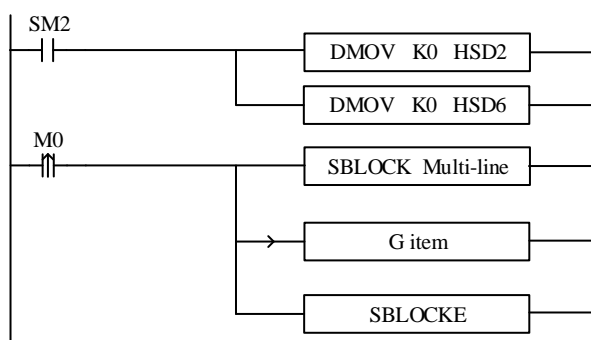 SM2
DMOV K0 HSD2
DMOV K0 HSD6
M0
SBLOCK Multi-line
G item
SBLOCKE